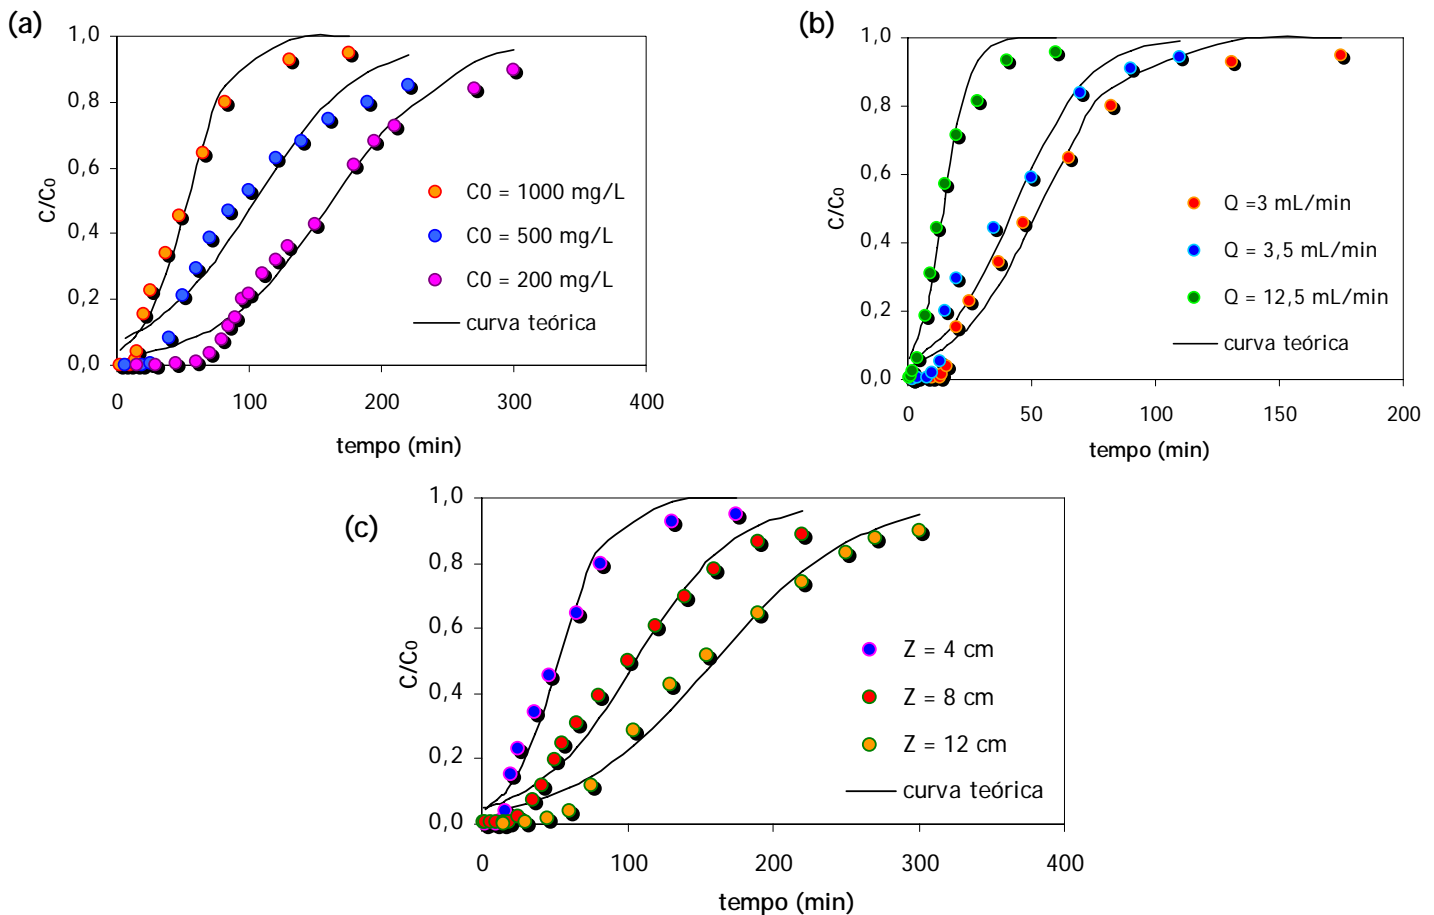 (a)
1,0
0,8
0,6
0,4
0,2
0,0
C/C0
0
100
200
300
400
tempo (min)
C0 = 1000 mg/L
C0 = 500 mg/L
C0 = 200 mg/L
curva teórica
(b)
1,0
0,8
0,6
0,4
0,2
0,0
C/C0
0
50
100
150
200
tempo (min)
Q =3 mL/min
Q = 3,5 mL/min
Q = 12,5 mL/min
curva teórica
(c)
1,0
0,8
0,6
0,4
0,2
0,0
C/C0
0
100
200
300
400
tempo (min)
Z = 4 cm
Z = 8 cm
Z = 12 cm
curva teórica